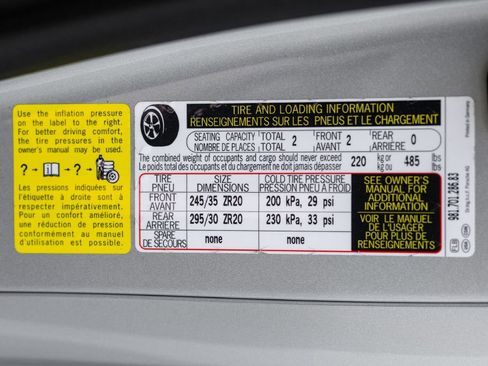 Use the inflation pressure
on the label to the right.
For better driving comfort,
the tire pressures in the
owner's manual may be used.
? → i → ? →
Les pressions indiquées sur
l'étiquette à droite sont à
respecter impérativement.
Pour un confort amélioré,
une réduction de pression
conformément au manuel
d'utilisation est possible.
TIRE AND LOADING INFORMATION
RENSEIGNEMENTS SUR LES PNEUS ET LE CHARGEMENT
SEATING CAPACITY TOTAL 2 FRONT 2 REAR 0
NOMBRE DE PLACES TOTAL AVANT ARRIÈRE
The combined weight of occupants and cargo should never exceed 220 kg or 485 lbs
Le poids total des occupants et du chargement ne doit jamais dépasser kg ou lbs
TIRE SIZE COLD TIRE PRESSURE
PNEU DIMENSIONS PRESSION PNEU A FROID
FRONT 245/35 ZR20 200 kPa, 29 psi
AVANT
REAR 295/30 ZR20 230 kPa, 33 psi
ARRIÈRE
SPARE none none
DE SECOURS
SEE OWNER'S
MANUAL FOR
ADDITIONAL
INFORMATION
VOIR LE MANUEL
DE L'USAGER
POUR PLUS DE
RENSEIGNEMENTS
Printed in Germany
981.701.286.83
FLB